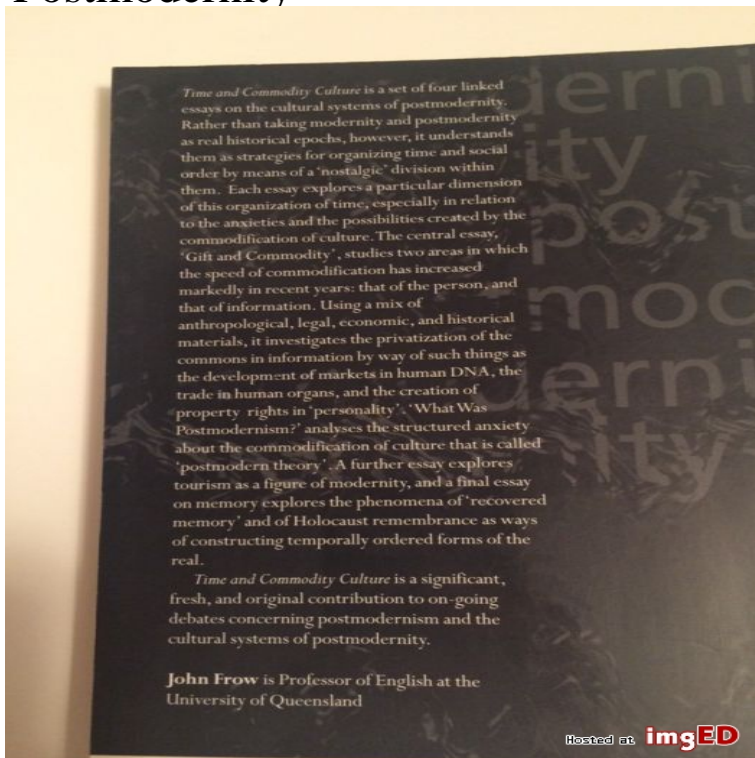 Time and Commodity Culture is a set of four linked
essays on the cultural systems of postmodernity.
Rather than taking modernity and postmodernity
as real historical epochs, however, it understands
them as strategies for organizing time and social
order by means of a 'nostalgic' division within
them. Each essay explores a particular dimension
of this organization of time, especially in relation
to the anxieties and the possibilities created by the
commodification of culture. The central essay,
'Gift and Commodity', studies two areas in which
the speed of commodification has increased
markedly in recent years: that of the person, and
that of information. Using a mix of
anthropological, legal, economic, and historical
materials, it investigates the privatization of the
commons in information by way of such things as
the development of markets in human DNA, the
trade in human organs, and the creation of
property rights in 'personality'. 'What Was
Postmodernism?' analyses the structured anxiety
about the commodification of culture that is called
'postmodern theory'. A further essay explores
tourism as a figure of modernity, and a final essay
on memory explores the phenomena of 'recovered
memory' and of Holocaust remembrance as ways
of constructing temporally ordered forms of the
real.
Time and Commodity Culture is a significant,
fresh, and original contribution to on-going
debates concerning postmodernism and the
cultural systems of postmodernity.
John Frow is Professor of English at the
University of Queensland
derni
ity
post
moc
derni
ity
Hosted at imgED